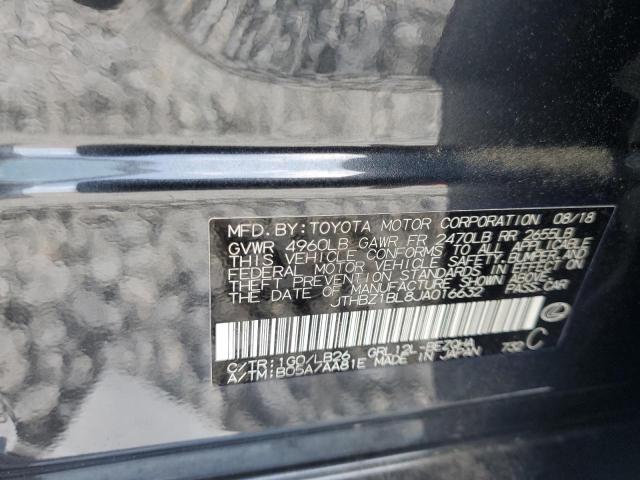 MFD. BY: TOYOTA MOTOR CORPORATION 08/18
GVWR 4960LB GAWR FR 2470LB RR 2655LB
THIS VEHICLE CONFORMS TO ALL APPLICABLE
FEDERAL MOTOR VEHICLE SAFETY, BUMPER, AND
THEFT PREVENTION STANDARDS IN EFFECT ON
THE DATE OF MANUFACTURE SHOWN ABOVE.
JTHBZ1BL8JA016632 PASS CAR
C/TR: 1G0/LB26 GRL12L-BEZGHA
A/TM: B05A/AA81E MADE IN JAPAN 732 C